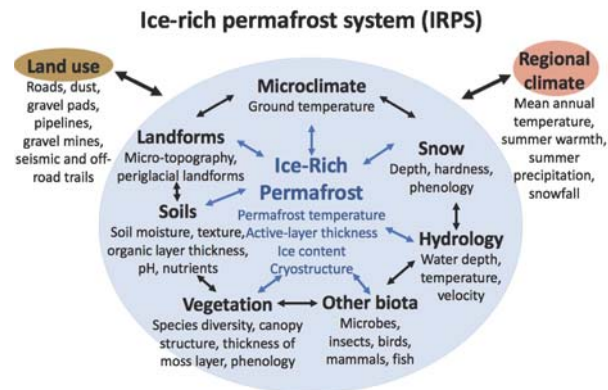 Ice-rich permafrost system (IRPS)
Land use
Roads, dust,
gravel pads,
pipelines,
gravel mines,
seismic and off-
road trails
Regional
climate
Mean annual
temperature,
summer warmth,
summer
precipitation,
snowfall
Microclimate
Ground temperature
Landforms
Micro-topography,
periglacial landforms
Snow
Depth, hardness,
phenology
Ice-Rich
Permafrost
Permafrost temperature
Active-layer thickness
Ice content
Cryostructure
Soils
Soil moisture, texture,
organic layer thickness,
pH, nutrients
Hydrology
Water depth,
temperature,
velocity
Vegetation
Species diversity, canopy
structure, thickness of
moss layer, phenology
Other biota
Microbes,
insects, birds,
mammals, fish